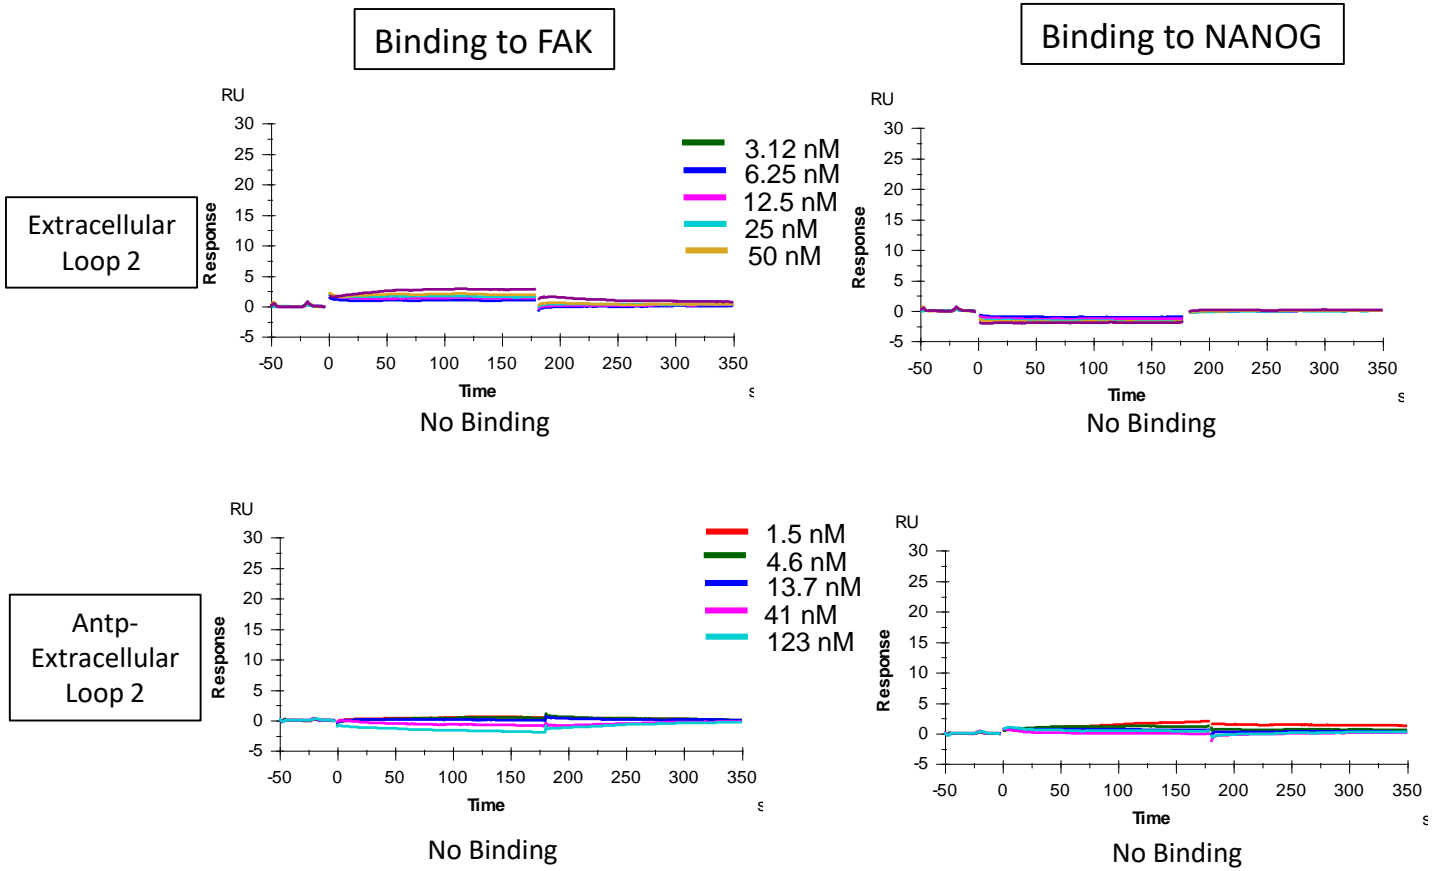 Binding to FAK
Binding to NANOG
Extracellular
Loop 2
RU
30
25
20
15
10
5
0
-5
Response
-50 0 50 100 150 200 250 300 350
Time
s
No Binding
3.12 nM
6.25 nM
12.5 nM
25 nM
50 nM
RU
30
25
20
15
10
5
0
-5
Response
-50 0 50 100 150 200 250 300 350
Time
s
No Binding
Antp-
Extracellular
Loop 2
RU
30
25
20
15
10
5
0
-5
Response
-50 0 50 100 150 200 250 300 350
Time
s
No Binding
1.5 nM
4.6 nM
13.7 nM
41 nM
123 nM
RU
30
25
20
15
10
5
0
-5
Response
-50 0 50 100 150 200 250 300 350
Time
s
No Binding